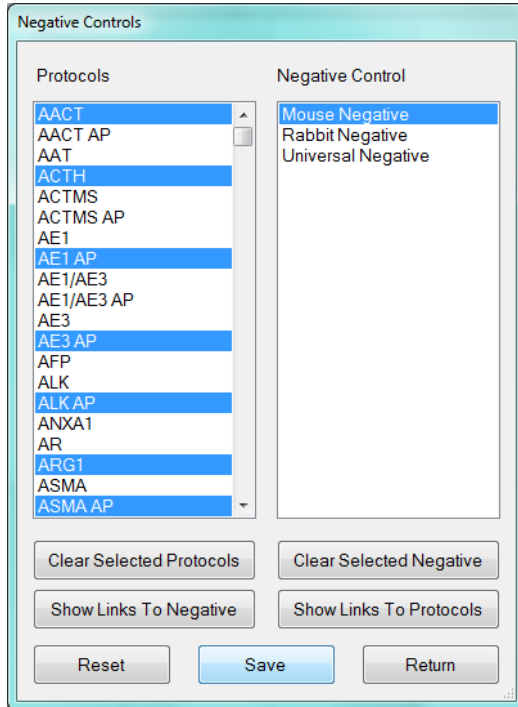 Negative Controls
Protocols
Negative Control
AACT
AACT AP
AAT
ACTH
ACTMS
ACTMS AP
AE1
AE1 AP
AE1/AE3
AE1/AE3 AP
AE3
AE3 AP
AFP
ALK
ALK AP
ANXA1
AR
ARG1
ASMA
ASMA AP
Mouse Negative
Rabbit Negative
Universal Negative
Clear Selected Protocols
Clear Selected Negative
Show Links To Negative
Show Links To Protocols
Reset
Save
Return